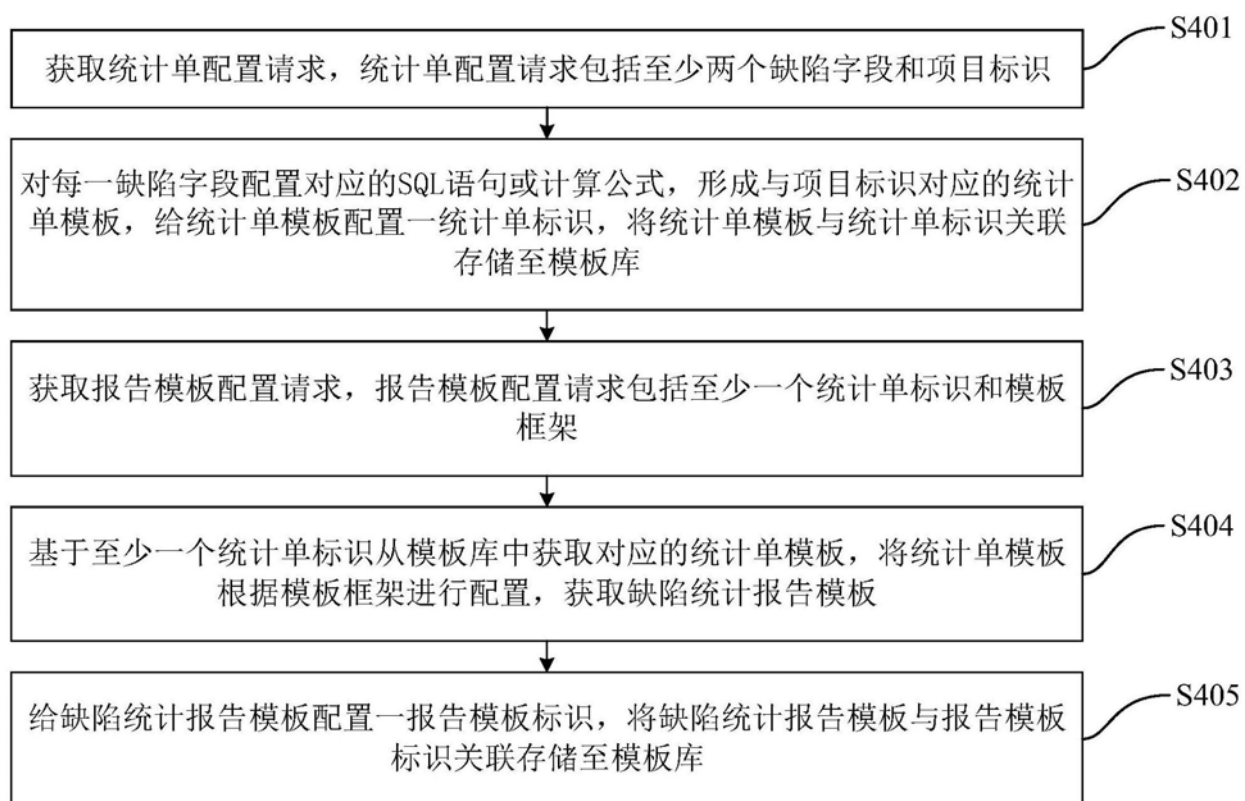 S401
获取统计单配置请求，统计单配置请求包括至少两个缺陷字段和项目标识
S402
对每一缺陷字段配置对应的SQL语句或计算公式，形成与项目标识对应的统计
单模板，给统计单模板配置一统计单标识，将统计单模板与统计单标识关联
存储至模板库
S403
获取报告模板配置请求，报告模板配置请求包括至少一个统计单标识和模板
框架
S404
基于至少一个统计单标识从模板库中获取对应的统计单模板，将统计单模板
根据模板框架进行配置，获取缺陷统计报告模板
S405
给缺陷统计报告模板配置一报告模板标识，将缺陷统计报告模板与报告模板
标识关联存储至模板库